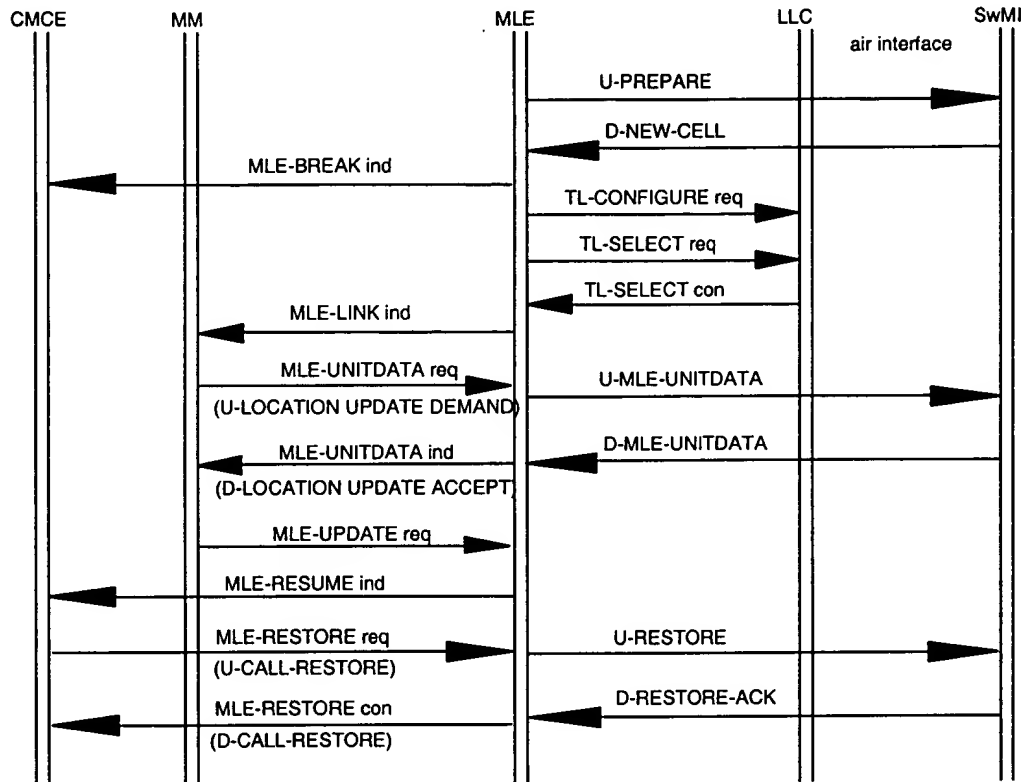 CMCE MM MLE LLC SwMI
air interface
U-PREPARE
D-NEW-CELL
MLE-BREAK ind
TL-CONFIGURE req
TL-SELECT req
TL-SELECT con
MLE-LINK ind
MLE-UNITDATA req
U-MLE-UNITDATA
(U-LOCATION UPDATE DEMAND)
D-MLE-UNITDATA
MLE-UNITDATA ind
(D-LOCATION UPDATE ACCEPT)
MLE-UPDATE req
MLE-RESUME ind
MLE-RESTORE req
U-RESTORE
(U-CALL-RESTORE)
D-RESTORE-ACK
MLE-RESTORE con
(D-CALL-RESTORE)